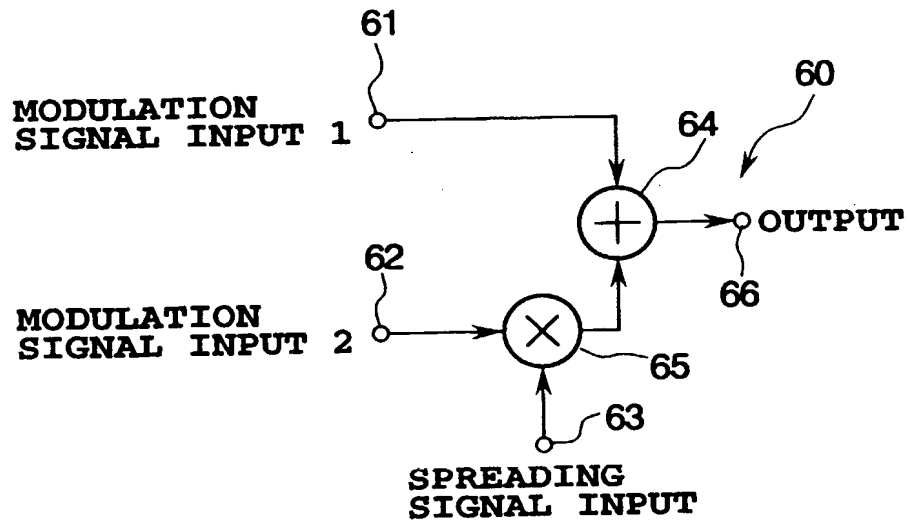 61
MODULATION
SIGNAL INPUT 1
60
64
OUTPUT
66
62
MODULATION
SIGNAL INPUT 2
65
63
SPREADING
SIGNAL INPUT